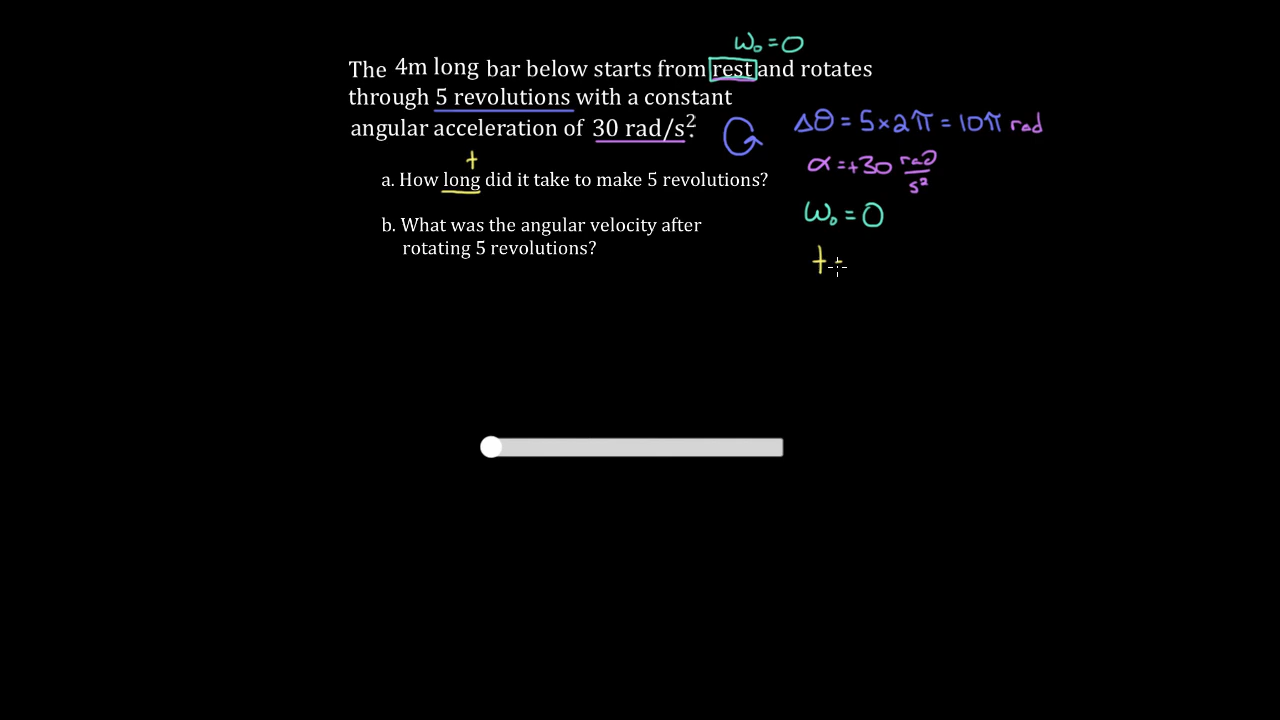 ω₀ = 0
The 4m long bar below starts from rest and rotates
through 5 revolutions with a constant
angular acceleration of 30 rad/s².
Δθ = 5×2π = 10π rad
α = +30 rad/s²
t
a. How long did it take to make 5 revolutions?
ω₀ = 0
b. What was the angular velocity after
rotating 5 revolutions?
t -